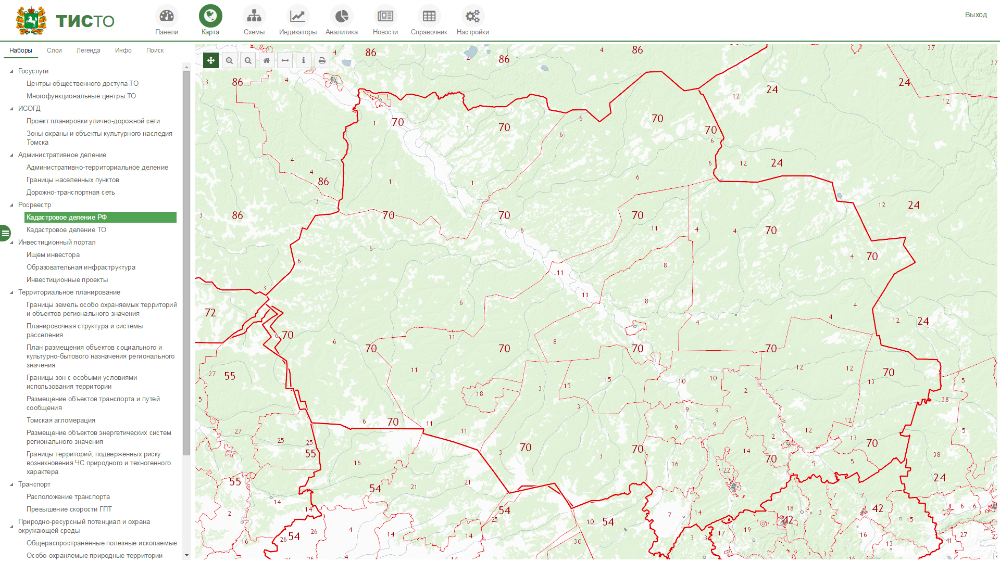 ТИСТО
Панели
Карта
Схемы
Индикаторы
Аналитика
Новости
Справочник
Настройки
Выход
Наборы
Слои
Легенда
Инфо
Поиск
Госуслуги
Центры общественного доступа ТО
Многофункциональные центры ТО
ИСОГД
Проект планировки улично-дорожной сети
Зоны охраны и объекты культурного наследия
Томска
Административное деление
Административно-территориальное деление
Границы населенных пунктов
Дорожно-транспортная сеть
Росреестр
Кадастровое деление РФ
Кадастровое деление ТО
Инвестиционный портал
Ищем инвестора
Образовательная инфраструктура
Инвестиционные проекты
Территориальное планирование
Границы земель особо охраняемых территорий
и объектов регионального значения
Планировочная структура и системы
расселения
План размещения объектов социального и
культурно-бытового назначения регионального
значения
Границы зон с особыми условиями
использования территории
Размещение объектов транспорта и путей
сообщения
Томская агломерация
Размещение объектов энергетических систем
регионального значения
Границы территорий, подверженных риску
возникновения ЧС природного и техногенного
характера
Транспорт
Расположение транспорта
Превышение скорости ГПТ
Природно-ресурсный потенциал и охрана
окружающей среды
Общераспространённые полезные ископаемые
Особо-охраняемые природные территории
4 86 4 86 4 37
86 4 3 4 86 24 24 37
12 12
1 70 1 70 6 70 70
6 6
4 4 6 12 24
86 1 1 6
3 12 24
3 86 70 70 70 70
6 11 4 4
6 6 8 4 70
11
3 11 8 4
6 4 12 24
72 6 70 6
6 70 11 70 8 70 4 70
27 55 11 3 15 15 10 10 2 12 12 13 70 5
5 18 3 9 9 38
6 70 11 11 9 9 12 12 5
27 25 25 55 2 13 70
16 3 70 3 70 14 70 5 5 38
16 22
55 54 21 21 24
14 14 7 7
2 54 25 10 54 7 14 18 42 3 42 15 6 6
54 26 26 4 14 14 30 3 3 17 19 16 27 27
16 13 41
26 26 4 14 7 3